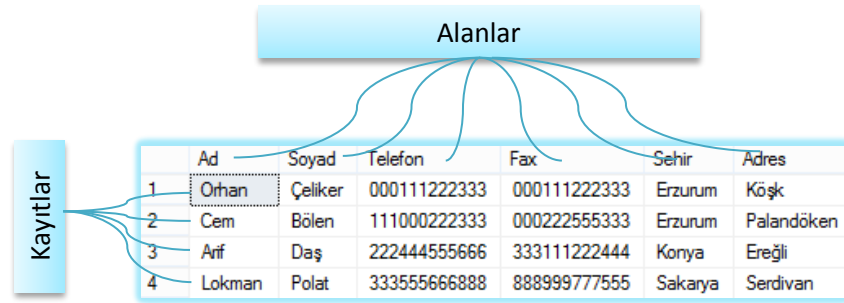 Alanlar
Kayıtlar
Ad Soyad Telefon Fax Sehir Adres
1 Orhan Çeliker 000111222333 000111222333 Erzurum Köşk
2 Cem Bölen 111000222333 000222555333 Erzurum Palandöken
3 Arif Daş 222444555666 333111222444 Konya Ereğli
4 Lokman Polat 333555666888 888999777555 Sakarya Serdivan